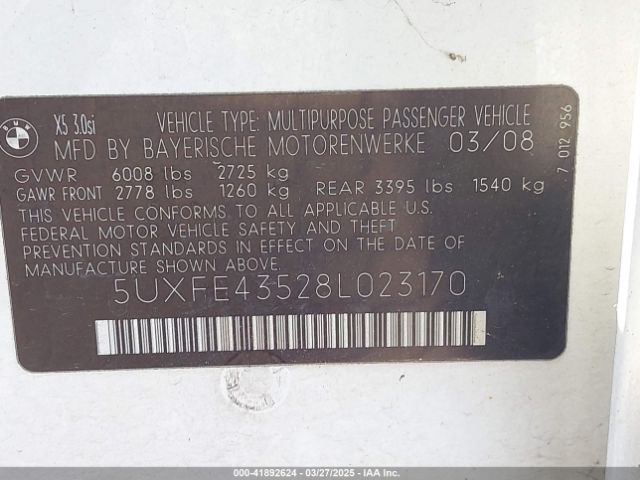 BMW
X5 3.0si
VEHICLE TYPE: MULTIPURPOSE PASSENGER VEHICLE
MFD BY BAYERISCHE MOTORENWERKE 03/08
GVWR 6008 lbs 2725 kg
GAWR FRONT 2778 lbs 1260 kg REAR 3395 lbs 1540 kg
THIS VEHICLE CONFORMS TO ALL APPLICABLE U.S.
FEDERAL MOTOR VEHICLE SAFETY AND THEFT
PREVENTION STANDARDS IN EFFECT ON THE DATE OF
MANUFACTURE SHOWN ABOVE.
5UXFE43528L023170
7 012 956
000-41892624 | 03/27/2025 | IAA Inc. |